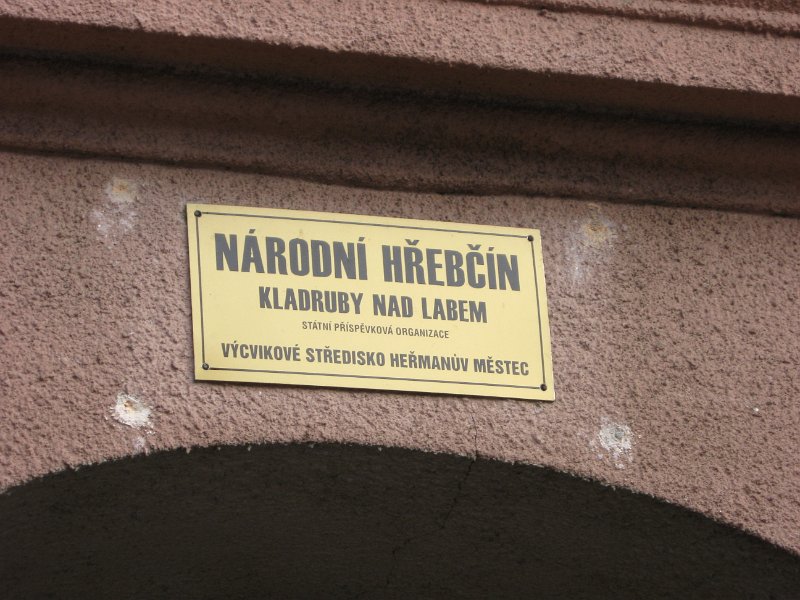 NÁRODNÍ HŘEBČÍN
KLADRUBY NAD LABEM
STÁTNÍ PŘÍSPĚVKOVÁ ORGANIZACE
VÝCVIKOVÉ STŘEDISKO HEŘMANŮV MĚSTEC